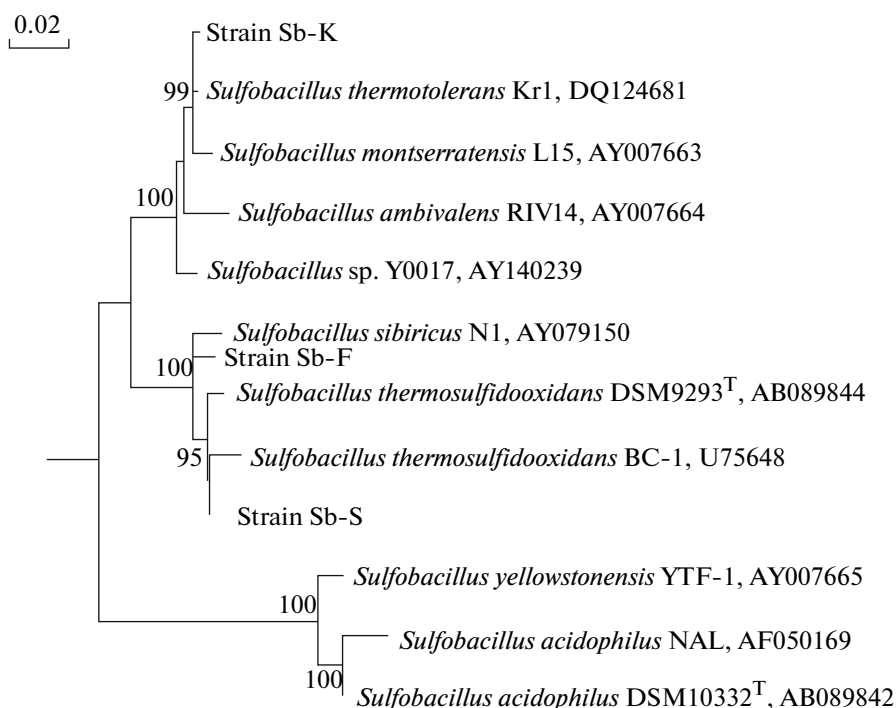 0.02
Strain Sb-K
99
Sulfobacillus thermotolerans Kr1, DQ124681
Sulfobacillus montserratensis L15, AY007663
100
Sulfobacillus ambivalens RIV14, AY007664
Sulfobacillus sp. Y0017, AY140239
Sulfobacillus sibiricus N1, AY079150
100
Strain Sb-F
Sulfobacillus thermosulfidooxidans DSM9293ᵀ, AB089844
95
Sulfobacillus thermosulfidooxidans BC-1, U75648
Strain Sb-S
Sulfobacillus yellowstonensis YTF-1, AY007665
100
Sulfobacillus acidophilus NAL, AF050169
100
Sulfobacillus acidophilus DSM10332ᵀ, AB089842